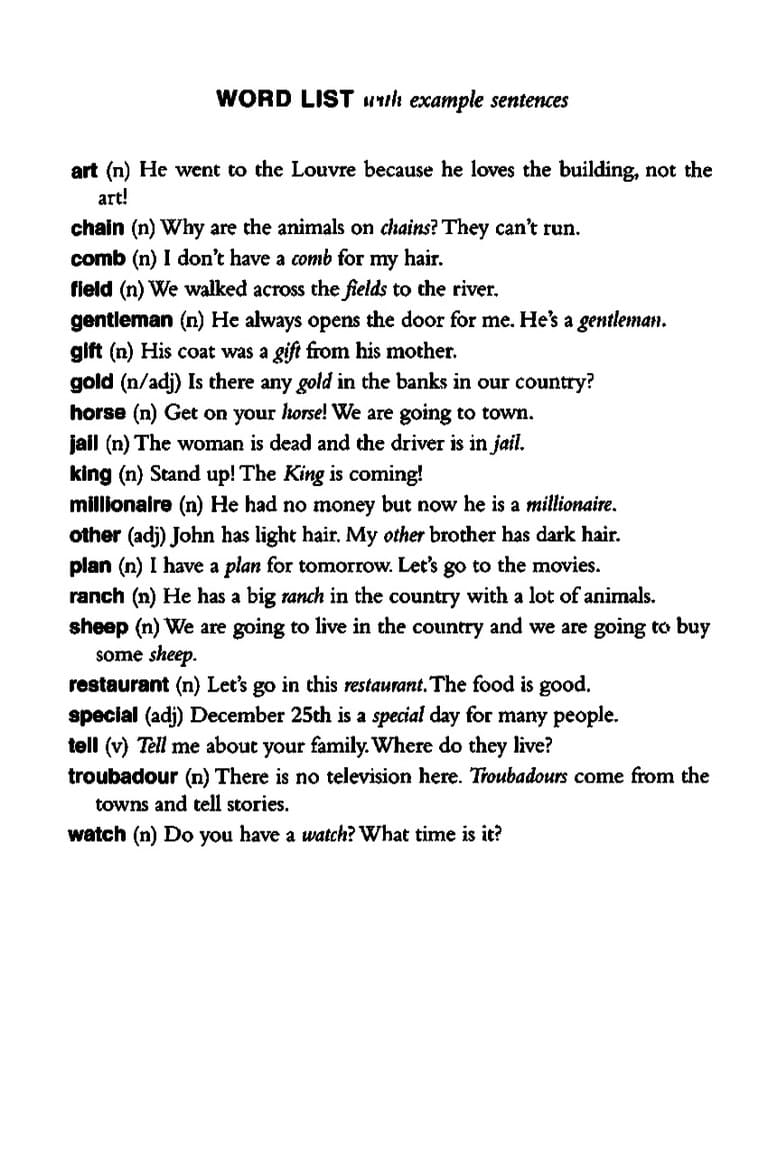 WORD LIST with example sentences
art (n) He went to the Louvre because he loves the building, not the
art!
chain (n) Why are the animals on chains? They can't run.
comb (n) I don't have a comb for my hair.
field (n) We walked across the fields to the river.
gentleman (n) He always opens the door for me. He's a gentleman.
gift (n) His coat was a gift from his mother.
gold (n/adj) Is there any gold in the banks in our country?
horse (n) Get on your horse! We are going to town.
jail (n) The woman is dead and the driver is in jail.
king (n) Stand up! The King is coming!
millionaire (n) He had no money but now he is a millionaire.
other (adj) John has light hair. My other brother has dark hair.
plan (n) I have a plan for tomorrow. Let's go to the movies.
ranch (n) He has a big ranch in the country with a lot of animals.
sheep (n) We are going to live in the country and we are going to buy
some sheep.
restaurant (n) Let's go in this restaurant. The food is good.
special (adj) December 25th is a special day for many people.
tell (v) Tell me about your family. Where do they live?
troubadour (n) There is no television here. Troubadours come from the
towns and tell stories.
watch (n) Do you have a watch? What time is it?